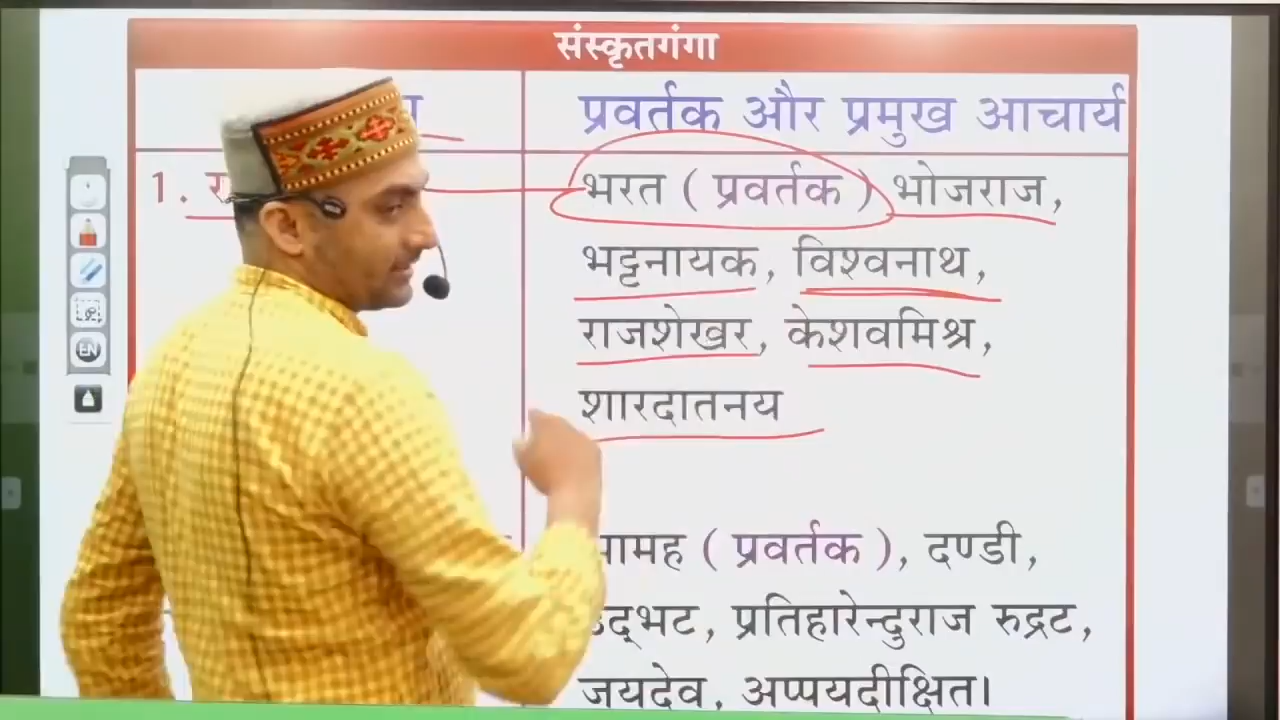 संस्कृतगंगा
प्रवर्तक और प्रमुख आचार्य
1.
भरत ( प्रवर्तक ) भोजराज,
भट्टनायक, विश्वनाथ,
राजशेखर, केशवमिश्र,
शारदातनय
( प्रवर्तक ), दण्डी,
प्रतिहारेन्दुराज रुद्रट,
जयदेव, अप्पयदीक्षित।
EN